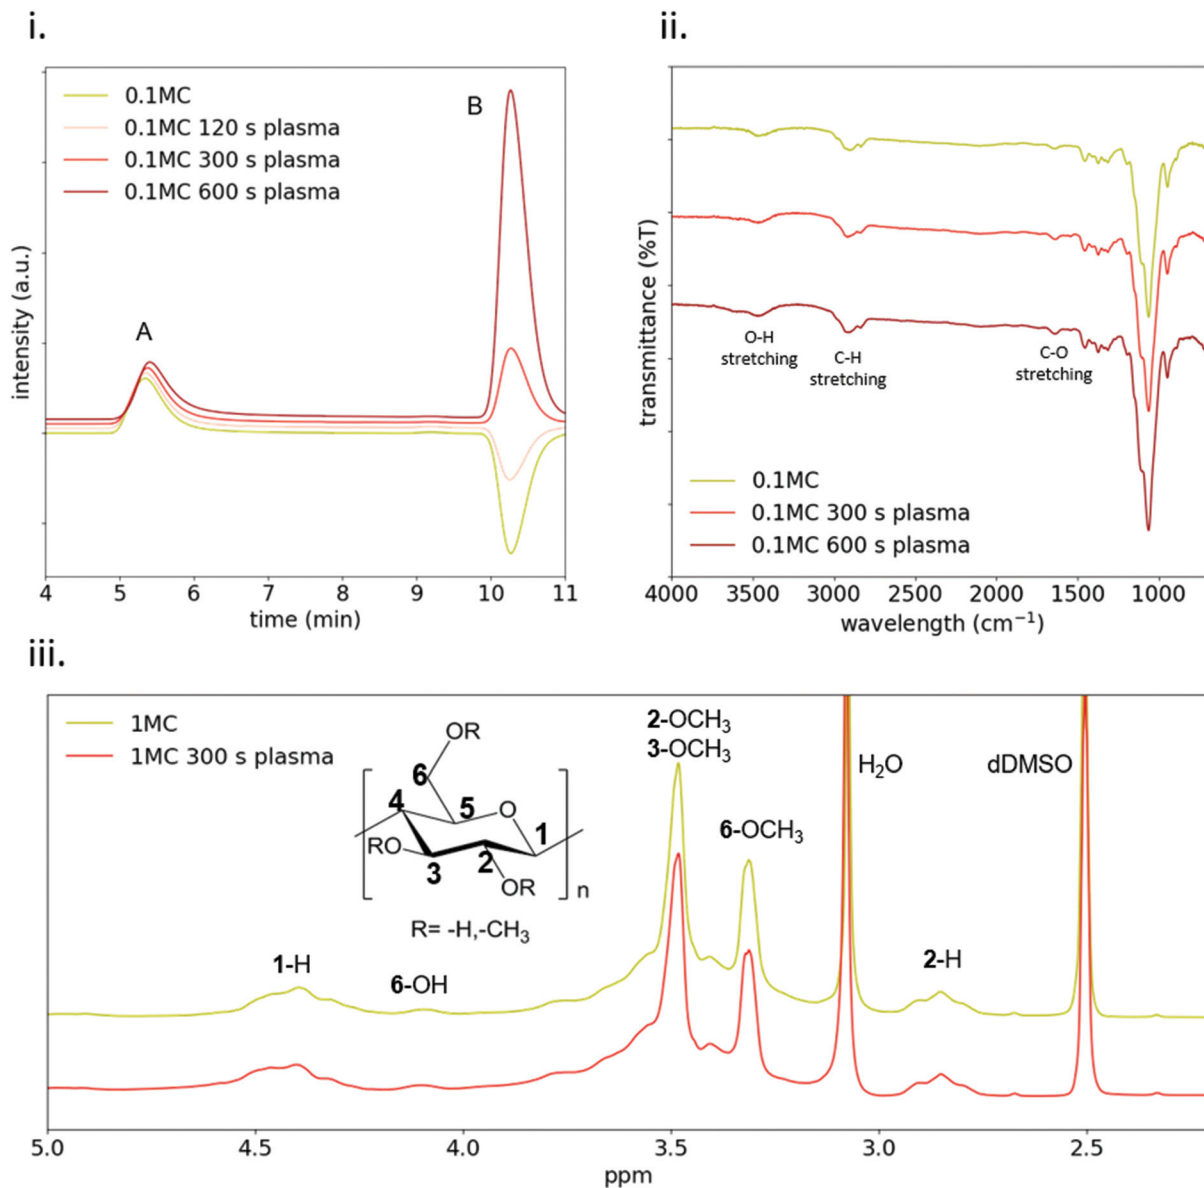 i.
0.1MC
0.1MC 120 s plasma
0.1MC 300 s plasma
0.1MC 600 s plasma
A
B
intensity (a.u.)
4 5 6 7 8 9 10 11
time (min)
ii.
transmittance (%T)
O-H
stretching
C-H
stretching
C-O
stretching
0.1MC
0.1MC 300 s plasma
0.1MC 600 s plasma
4000 3500 3000 2500 2000 1500 1000
wavelength (cm⁻¹)
iii.
1MC
1MC 300 s plasma
OR
6
4
5
O
1
RO
3
2
OR
n
R= -H,-CH₃
1-H
6-OH
2-OCH₃
3-OCH₃
6-OCH₃
H₂O
dDMSO
2-H
5.0 4.5 4.0 3.5 3.0 2.5
ppm